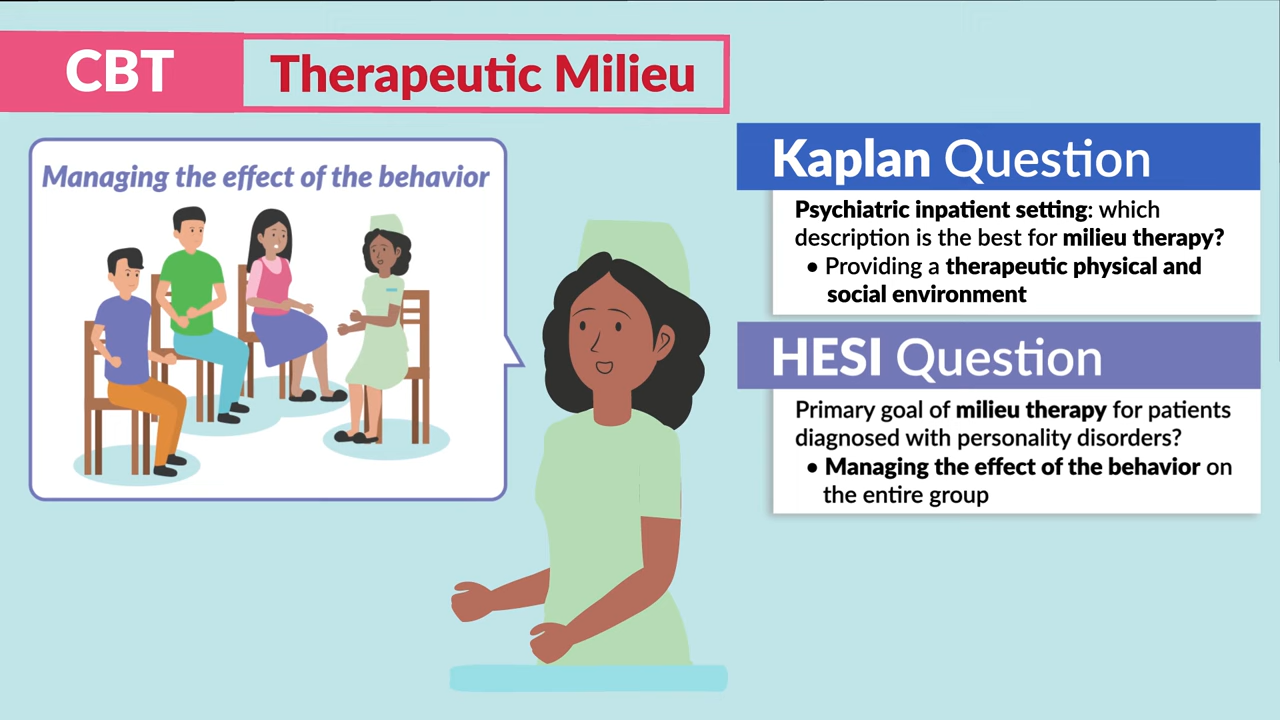 CBT
Therapeutic Milieu
Managing the effect of the behavior
Kaplan Question
Psychiatric inpatient setting: which
description is the best for milieu therapy?
• Providing a therapeutic physical and
social environment
HESI Question
Primary goal of milieu therapy for patients
diagnosed with personality disorders?
• Managing the effect of the behavior on
the entire group